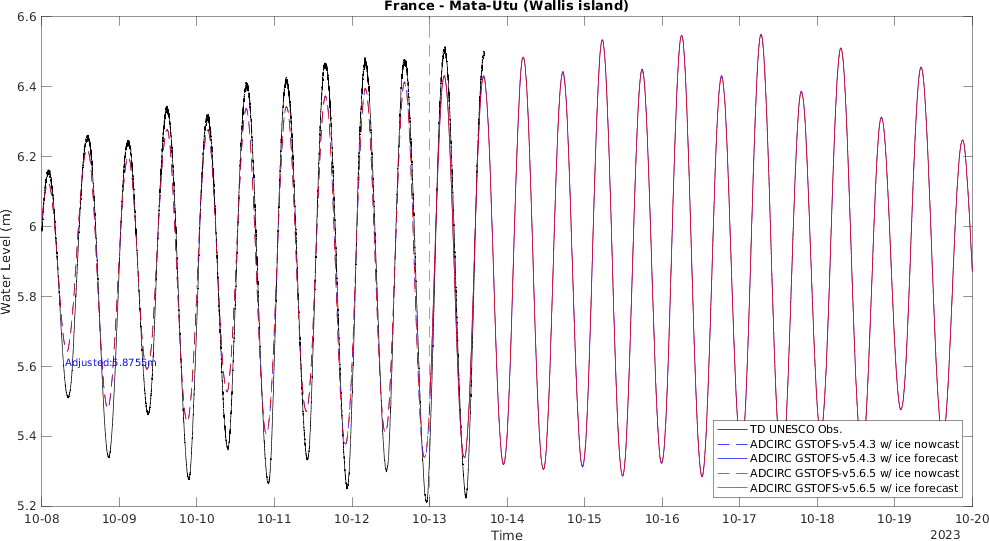 France - Mata-Utu (Wallis island)
6.6
6.4
6.2
6
5.8
5.6
5.4
5.2
Water Level (m)
Adjusted:5.8755m
TD UNESCO Obs.
ADCIRC GSTOFS-v5.4.3 w/ ice nowcast
ADCIRC GSTOFS-v5.4.3 w/ ice forecast
ADCIRC GSTOFS-v5.6.5 w/ ice nowcast
ADCIRC GSTOFS-v5.6.5 w/ ice forecast
10-08 10-09 10-10 10-11 10-12 10-13 10-14 10-15 10-16 10-17 10-18 10-19 10-20
Time
2023